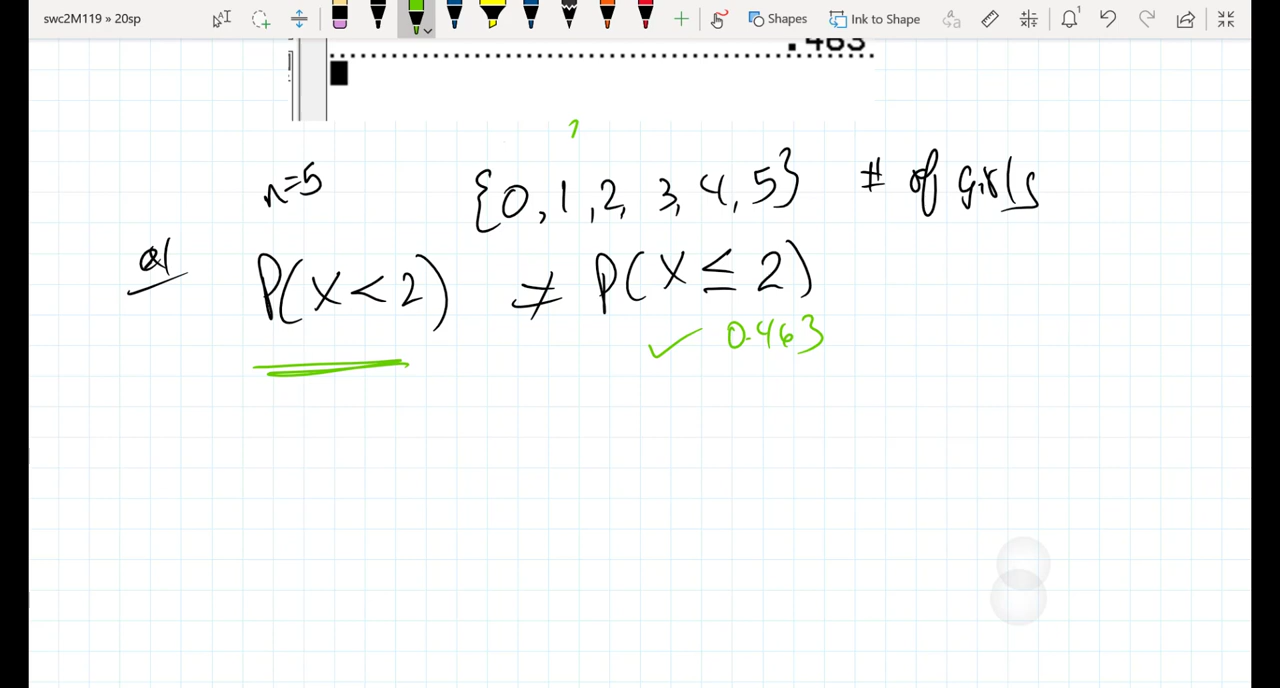 swc2M119 » 20sp
Shapes
Ink to Shape
1
.463
n=5 {0, 1, 2, 3, 4, 5} # of girls
a/ P(X < 2) ≠ P(X ≤ 2)
✓ 0.463